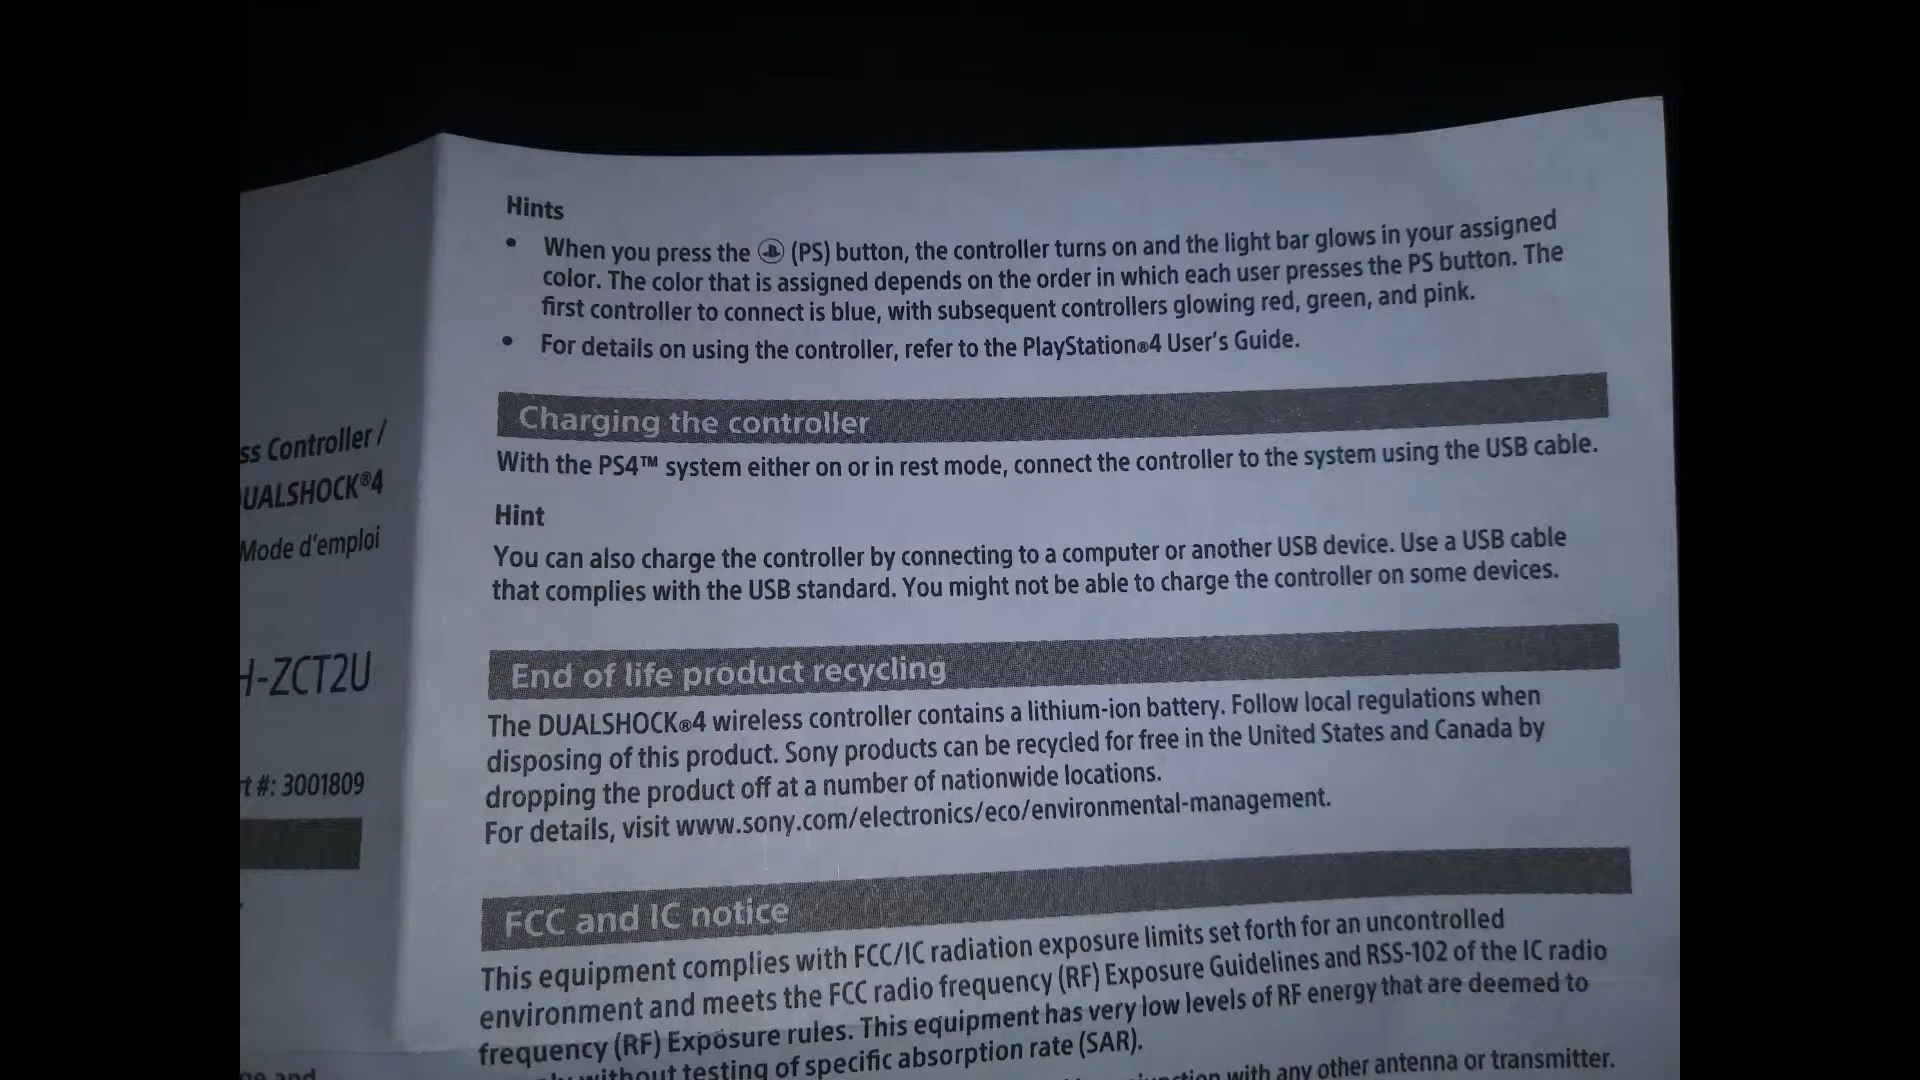 ss Controller /
UALSHOCK®4
Mode d'emploi
H-ZCT2U
t #: 3001809
ge and
Hints
• When you press the (PS) button, the controller turns on and the light bar glows in your assigned
color. The color that is assigned depends on the order in which each user presses the PS button. The
first controller to connect is blue, with subsequent controllers glowing red, green, and pink.
• For details on using the controller, refer to the PlayStation®4 User's Guide.
Charging the controller
With the PS4™ system either on or in rest mode, connect the controller to the system using the USB cable.
Hint
You can also charge the controller by connecting to a computer or another USB device. Use a USB cable
that complies with the USB standard. You might not be able to charge the controller on some devices.
End of life product recycling
The DUALSHOCK®4 wireless controller contains a lithium-ion battery. Follow local regulations when
disposing of this product. Sony products can be recycled for free in the United States and Canada by
dropping the product off at a number of nationwide locations.
For details, visit www.sony.com/electronics/eco/environmental-management.
FCC and IC notice
This equipment complies with FCC/IC radiation exposure limits set forth for an uncontrolled
environment and meets the FCC radio frequency (RF) Exposure Guidelines and RSS-102 of the IC radio
frequency (RF) Exposure rules. This equipment has very low levels of RF energy that are deemed to
without testing of specific absorption rate (SAR).
with any other antenna or transmitter.